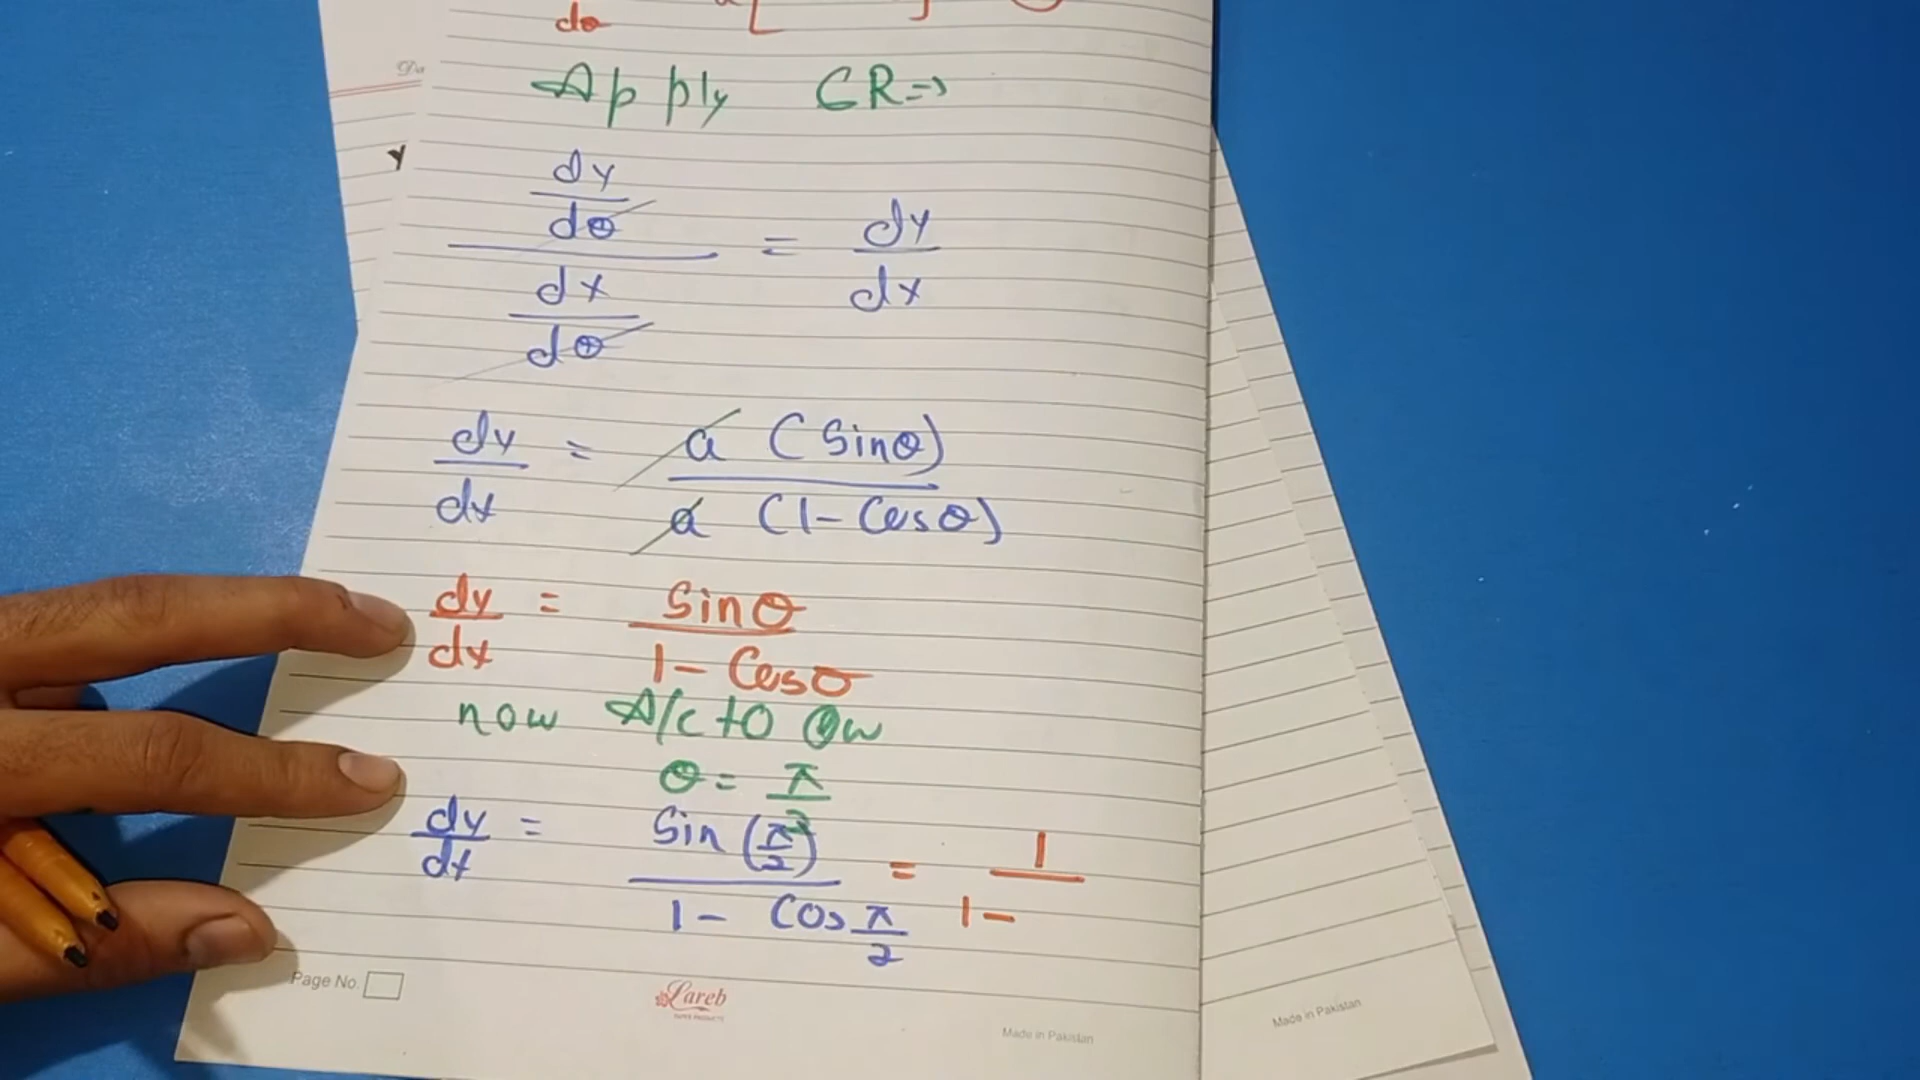 dθ
Apply CR⇒
Da
Y
dy/dθ / dx/dθ = dy/dx
dy/dx = a (Sinθ) / a (1 - Cosθ)
dy/dx = Sinθ / 1 - Cosθ
now A/c to Qw
θ = π/2
dy/dx = Sin (π/2) / 1 - Cos π/2 = 1 / 1 -
Page No.
Lareb
Made in Pakistan
Made in Pakistan